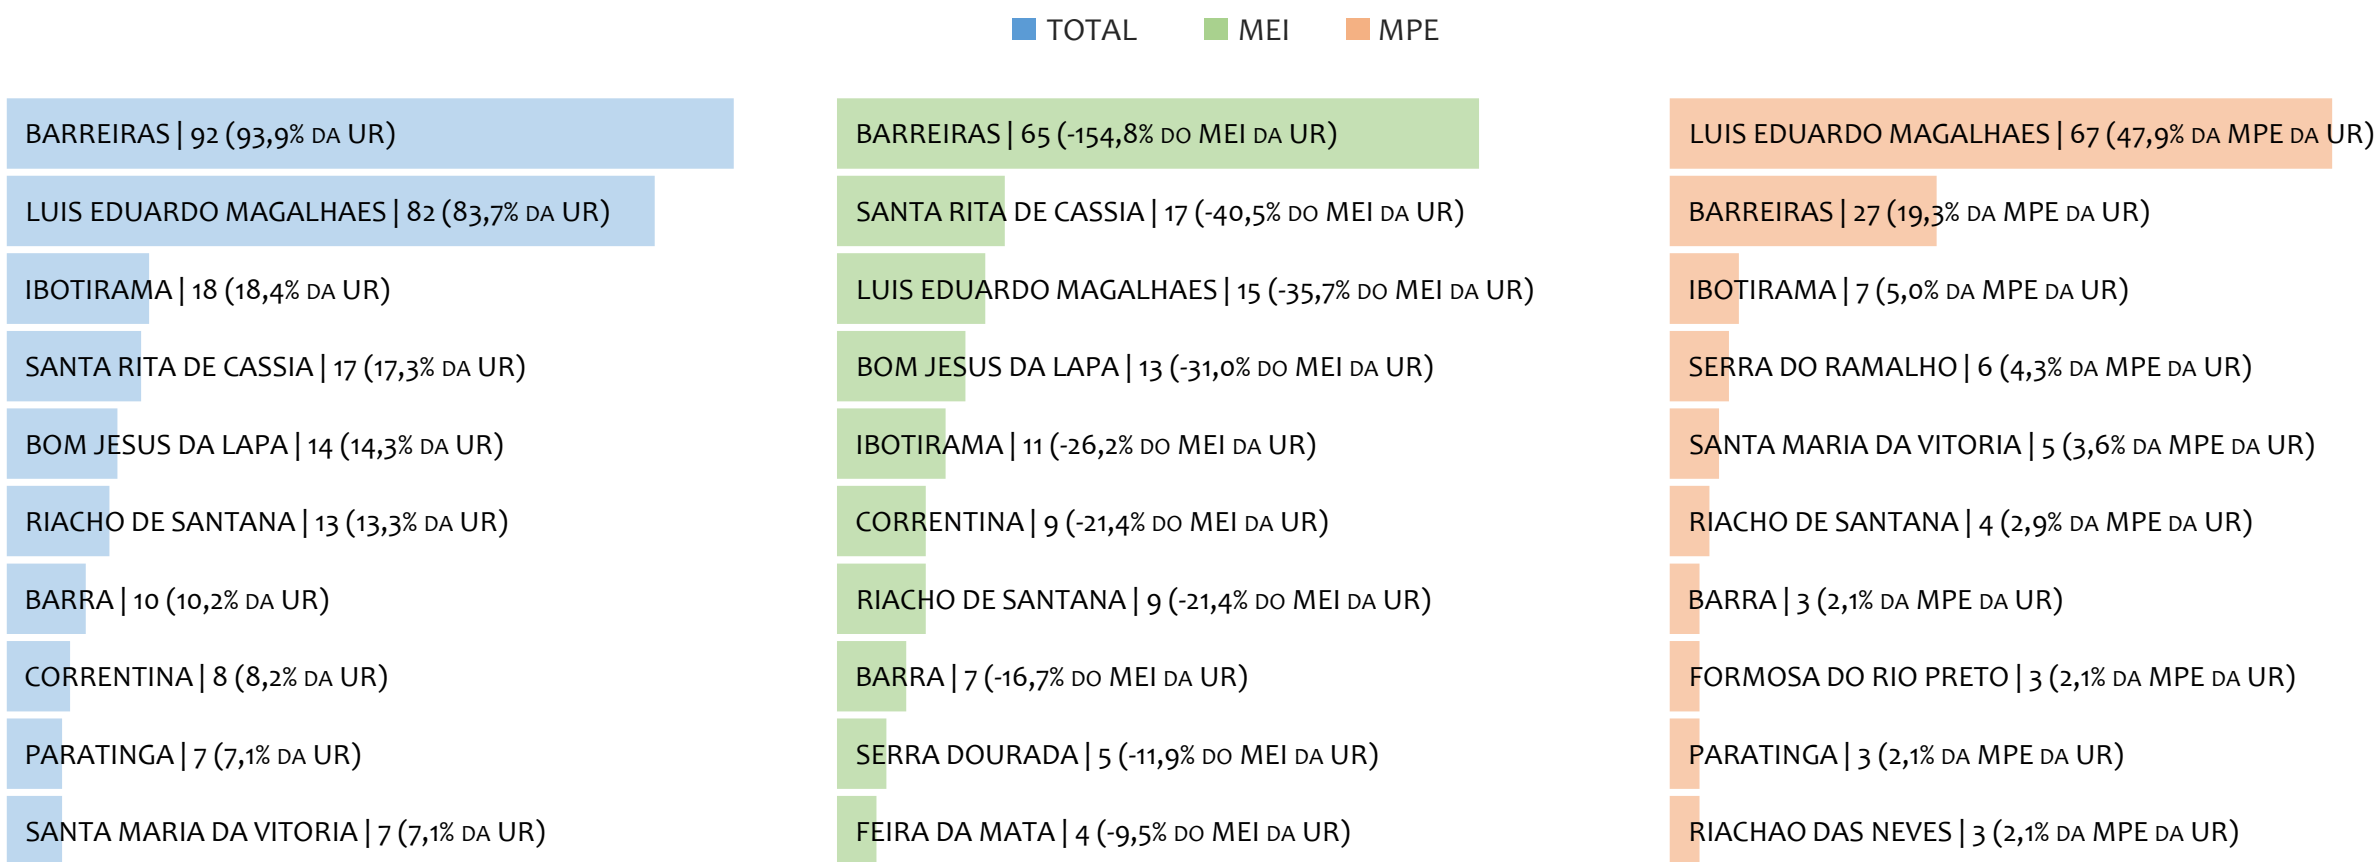 TOTAL MEI MPE
BARREIRAS | 92 (93,9% DA UR)
LUIS EDUARDO MAGALHAES | 82 (83,7% DA UR)
IBOTIRAMA | 18 (18,4% DA UR)
SANTA RITA DE CASSIA | 17 (17,3% DA UR)
BOM JESUS DA LAPA | 14 (14,3% DA UR)
RIACHO DE SANTANA | 13 (13,3% DA UR)
BARRA | 10 (10,2% DA UR)
CORRENTINA | 8 (8,2% DA UR)
PARATINGA | 7 (7,1% DA UR)
SANTA MARIA DA VITORIA | 7 (7,1% DA UR)
BARREIRAS | 65 (-154,8% DO MEI DA UR)
SANTA RITA DE CASSIA | 17 (-40,5% DO MEI DA UR)
LUIS EDUARDO MAGALHAES | 15 (-35,7% DO MEI DA UR)
BOM JESUS DA LAPA | 13 (-31,0% DO MEI DA UR)
IBOTIRAMA | 11 (-26,2% DO MEI DA UR)
CORRENTINA | 9 (-21,4% DO MEI DA UR)
RIACHO DE SANTANA | 9 (-21,4% DO MEI DA UR)
BARRA | 7 (-16,7% DO MEI DA UR)
SERRA DOURADA | 5 (-11,9% DO MEI DA UR)
FEIRA DA MATA | 4 (-9,5% DO MEI DA UR)
LUIS EDUARDO MAGALHAES | 67 (47,9% DA MPE DA UR)
BARREIRAS | 27 (19,3% DA MPE DA UR)
IBOTIRAMA | 7 (5,0% DA MPE DA UR)
SERRA DO RAMALHO | 6 (4,3% DA MPE DA UR)
SANTA MARIA DA VITORIA | 5 (3,6% DA MPE DA UR)
RIACHO DE SANTANA | 4 (2,9% DA MPE DA UR)
BARRA | 3 (2,1% DA MPE DA UR)
FORMOSA DO RIO PRETO | 3 (2,1% DA MPE DA UR)
PARATINGA | 3 (2,1% DA MPE DA UR)
RIACHAO DAS NEVES | 3 (2,1% DA MPE DA UR)